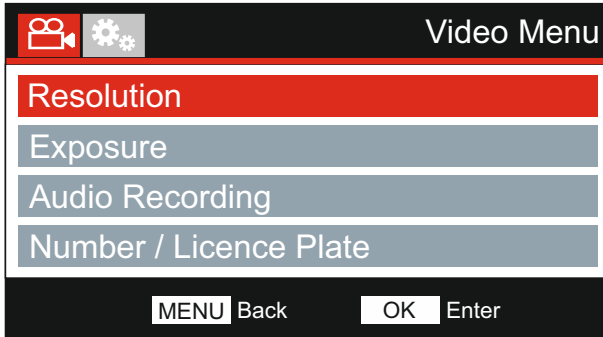 Video Menu
Resolution
Exposure
Audio Recording
Number / Licence Plate
MENU Back OK Enter